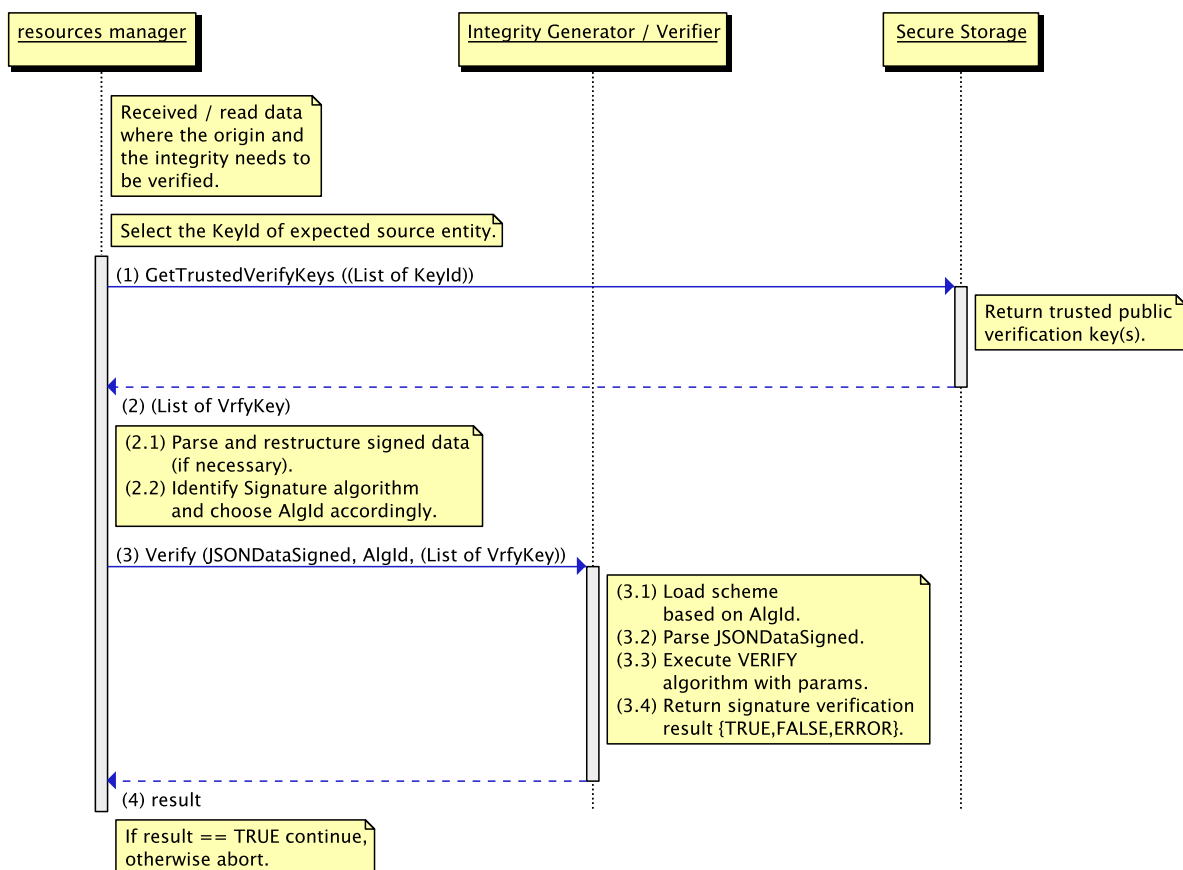 resources manager
Integrity Generator / Verifier
Secure Storage
Received / read data
where the origin and
the integrity needs to
be verified.
Select the KeyId of expected source entity.
(1) GetTrustedVerifyKeys ((List of KeyId))
Return trusted public
verification key(s).
(2) (List of VrfyKey)
(2.1) Parse and restructure signed data
(if necessary).
(2.2) Identify Signature algorithm
and choose AlgId accordingly.
(3) Verify (JSONDataSigned, AlgId, (List of VrfyKey))
(3.1) Load scheme
based on AlgId.
(3.2) Parse JSONDataSigned.
(3.3) Execute VERIFY
algorithm with params.
(3.4) Return signature verification
result {TRUE,FALSE,ERROR}.
(4) result
If result == TRUE continue,
otherwise abort.